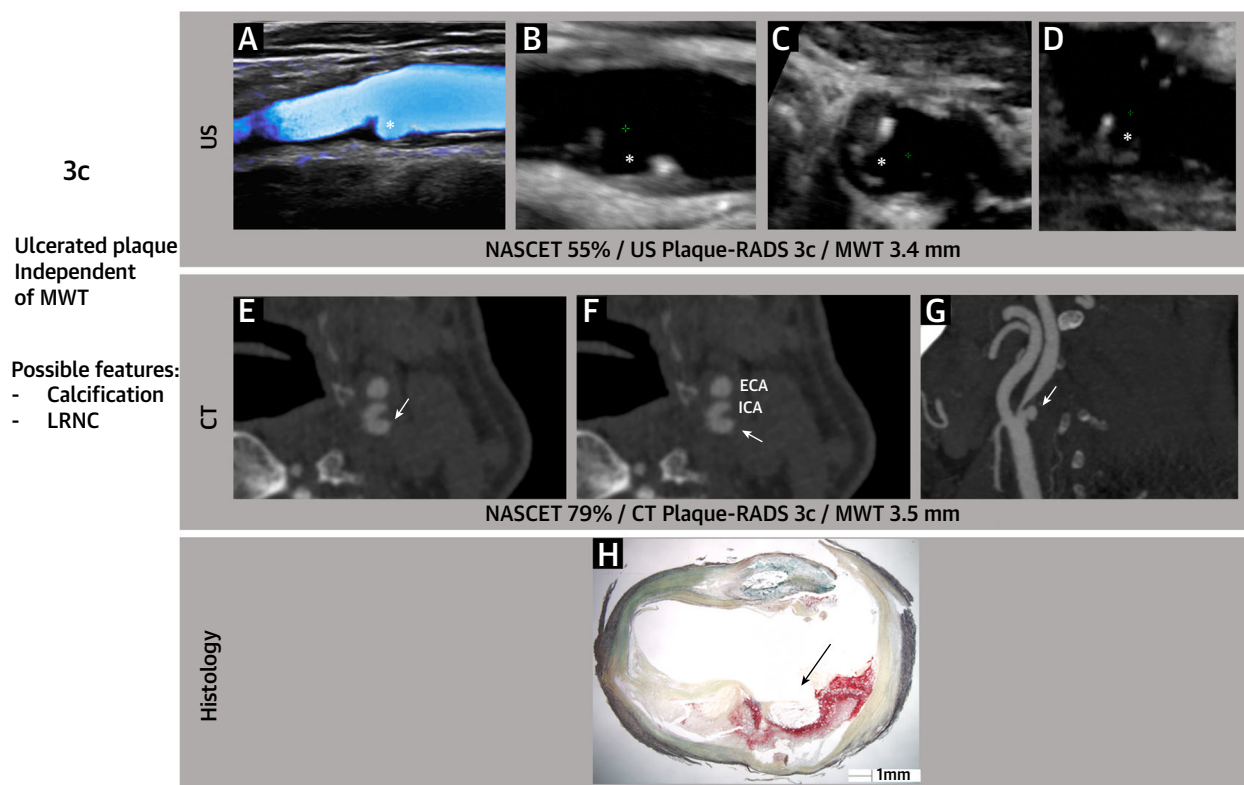 3c
Ulcerated plaque
Independent
of MWT
Possible features:
- Calcification
- LRNC
US
A
B
C
D
*
*
*
*
NASCET 55% / US Plaque-RADS 3c / MWT 3.4 mm
CT
E
F
G
ECA
ICA
NASCET 79% / CT Plaque-RADS 3c / MWT 3.5 mm
Histology
H
1mm